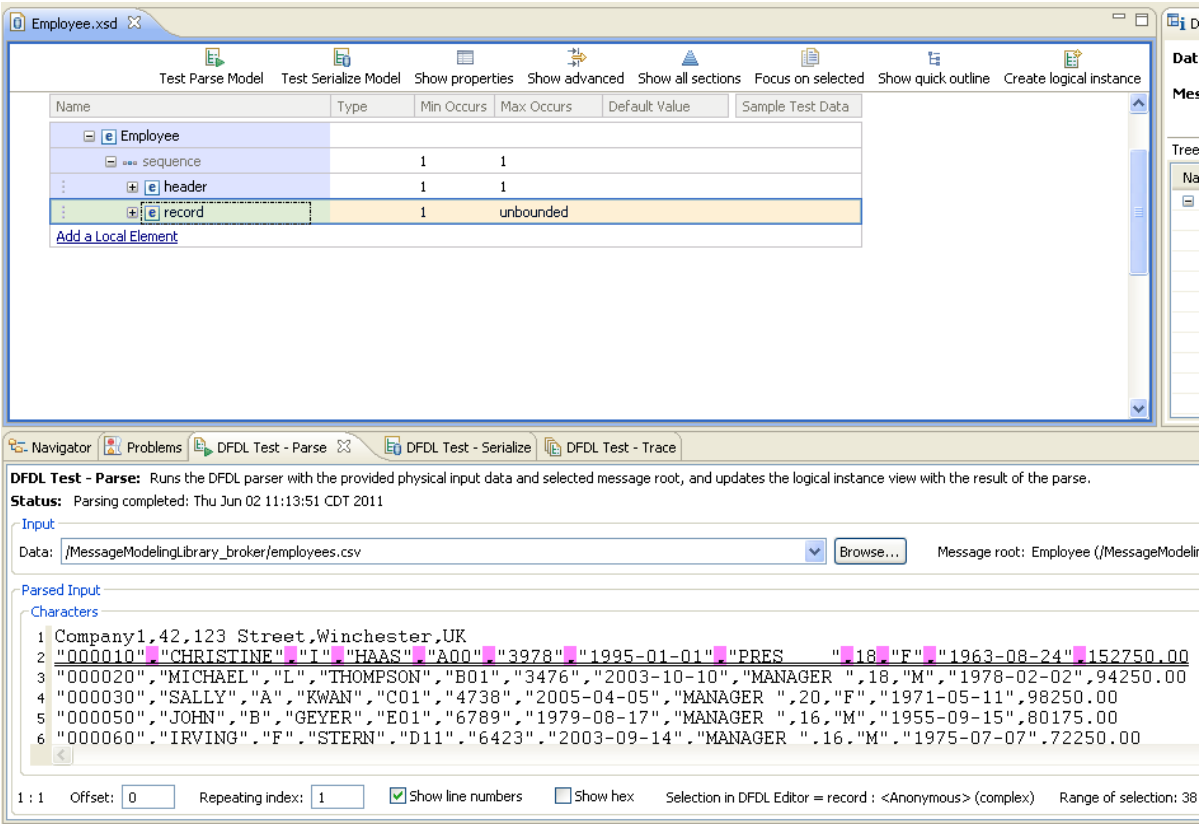 Employee.xsd
Test Parse Model Test Serialize Model Show properties Show advanced Show all sections Focus on selected Show quick outline Create logical instance
Name Type Min Occurs Max Occurs Default Value Sample Test Data
Employee
sequence 1 1
header 1 1
record 1 unbounded
Add a Local Element
Tree
Navigator Problems DFDL Test - Parse DFDL Test - Serialize DFDL Test - Trace
DFDL Test - Parse: Runs the DFDL parser with the provided physical input data and selected message root, and updates the logical instance view with the result of the parse.
Status: Parsing completed: Thu Jun 02 11:13:51 CDT 2011
Input
Data: /MessageModelingLibrary_broker/employees.csv Browse... Message root: Employee (/MessageModelin
Parsed Input
Characters
1 Company1,42,123 Street,Winchester,UK
2 "000010","CHRISTINE","I","HAAS","A00","3978","1995-01-01","PRES    ",18,"F","1963-08-24",152750.00
3 "000020","MICHAEL","L","THOMPSON","B01","3476","2003-10-10","MANAGER ",18,"M","1978-02-02",94250.00
4 "000030","SALLY","A","KWAN","C01","4738","2005-04-05","MANAGER ",20,"F","1971-05-11",98250.00
5 "000050","JOHN","B","GEYER","E01","6789","1979-08-17","MANAGER ",16,"M","1955-09-15",80175.00
6 "000060","IRVING","F","STERN","D11","6423","2003-09-14","MANAGER ",16,"M","1975-07-07",72250.00
1 : 1 Offset: 0 Repeating index: 1 Show line numbers Show hex Selection in DFDL Editor = record : <Anonymous> (complex) Range of selection: 38